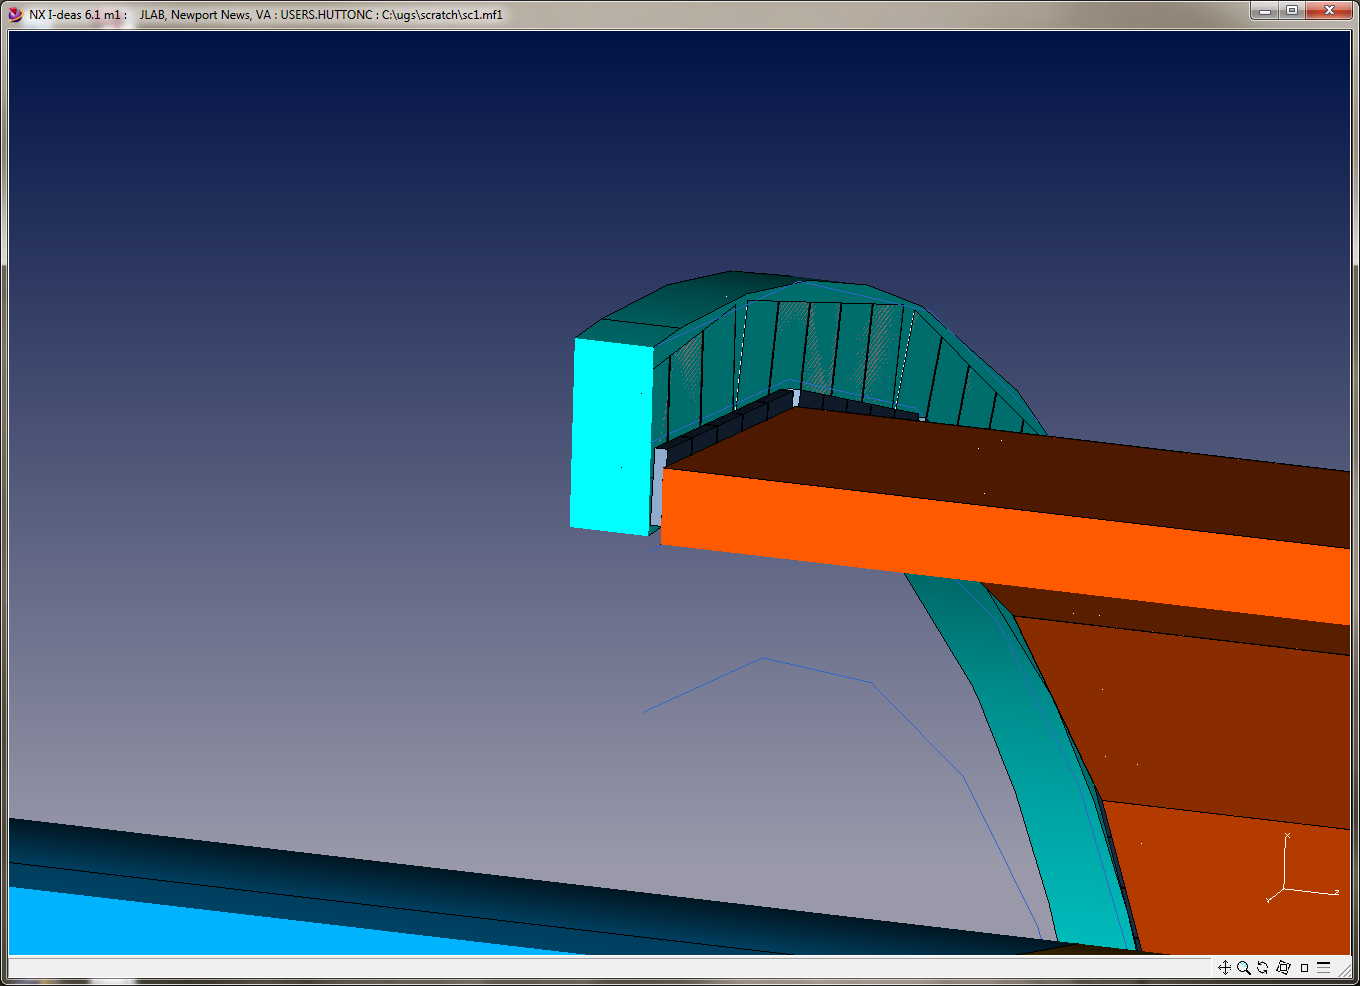 NX I-deas 6.1 m1 : JLAB, Newport News, VA : USERS.HUTTONC : C:\ugs\scratch\sc1.mf1
X
Y
Z